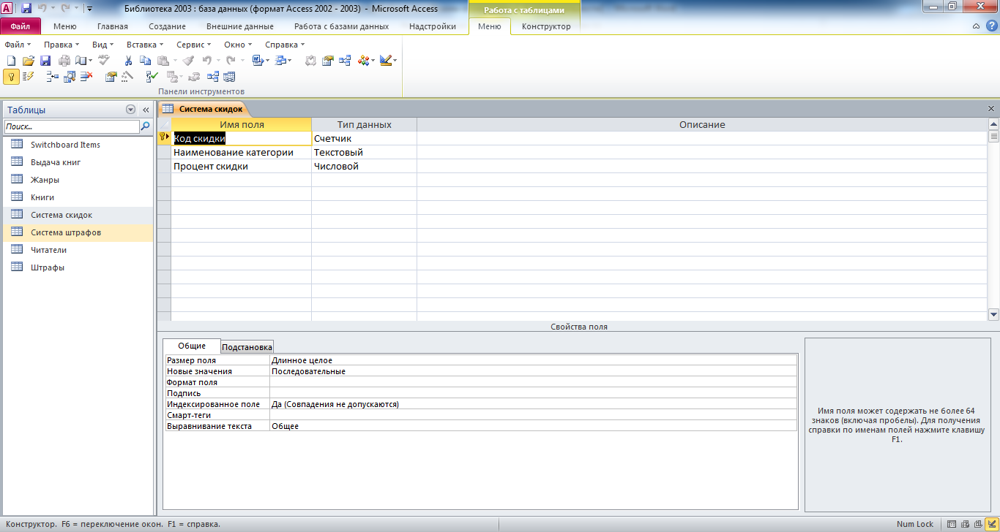 Библиотека 2003 : база данных (формат Access 2002 - 2003) - Microsoft Access
Работа с таблицами
Файл Меню Главная Создание Внешние данные Работа с базами данных Надстройки Меню Конструктор
Файл Правка Вид Вставка Сервис Окно Справка
Панели инструментов
Таблицы
Поиск...
Switchboard Items
Выдача книг
Жанры
Книги
Система скидок
Система штрафов
Читатели
Штрафы
Система скидок
Имя поля Тип данных Описание
Код скидки Счетчик
Наименование категории Текстовый
Процент скидки Числовой
Свойства поля
Общие Подстановка
Размер поля Длинное целое
Новые значения Последовательные
Формат поля
Подпись
Индексированное поле Да (Совпадения не допускаются)
Смарт-теги
Выравнивание текста Общее
Имя поля может содержать не более 64
знаков (включая пробелы). Для получения
справки по именам полей нажмите клавишу
F1.
Конструктор. F6 = переключение окон. F1 = справка.
Num Lock